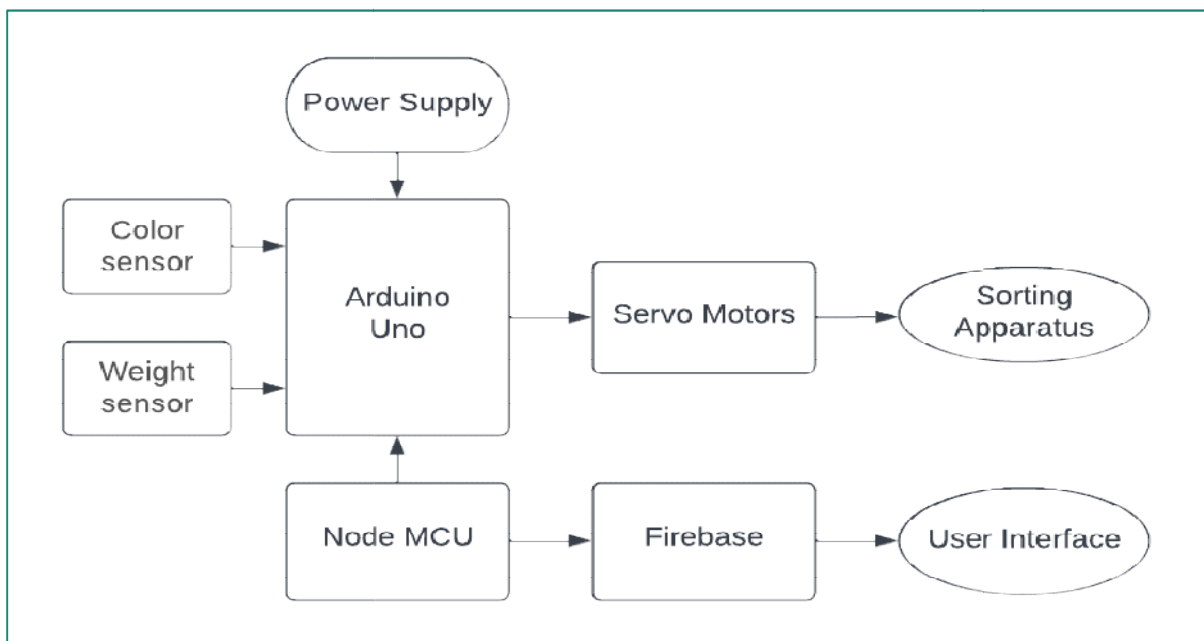 Power Supply
Color
sensor
Arduino
Uno
Weight
sensor
Servo Motors
Sorting
Apparatus
Node MCU
Firebase
User Interface